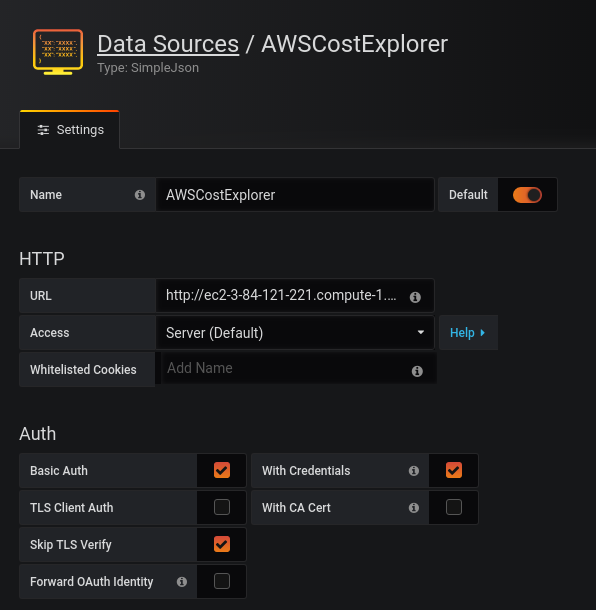 Data Sources / AWSCostExplorer
Type: SimpleJson
Settings
Name AWSCostExplorer Default
HTTP
URL http://ec2-3-84-121-221.compute-1....
Access Server (Default) Help
Whitelisted Cookies Add Name
Auth
Basic Auth With Credentials
TLS Client Auth With CA Cert
Skip TLS Verify
Forward OAuth Identity